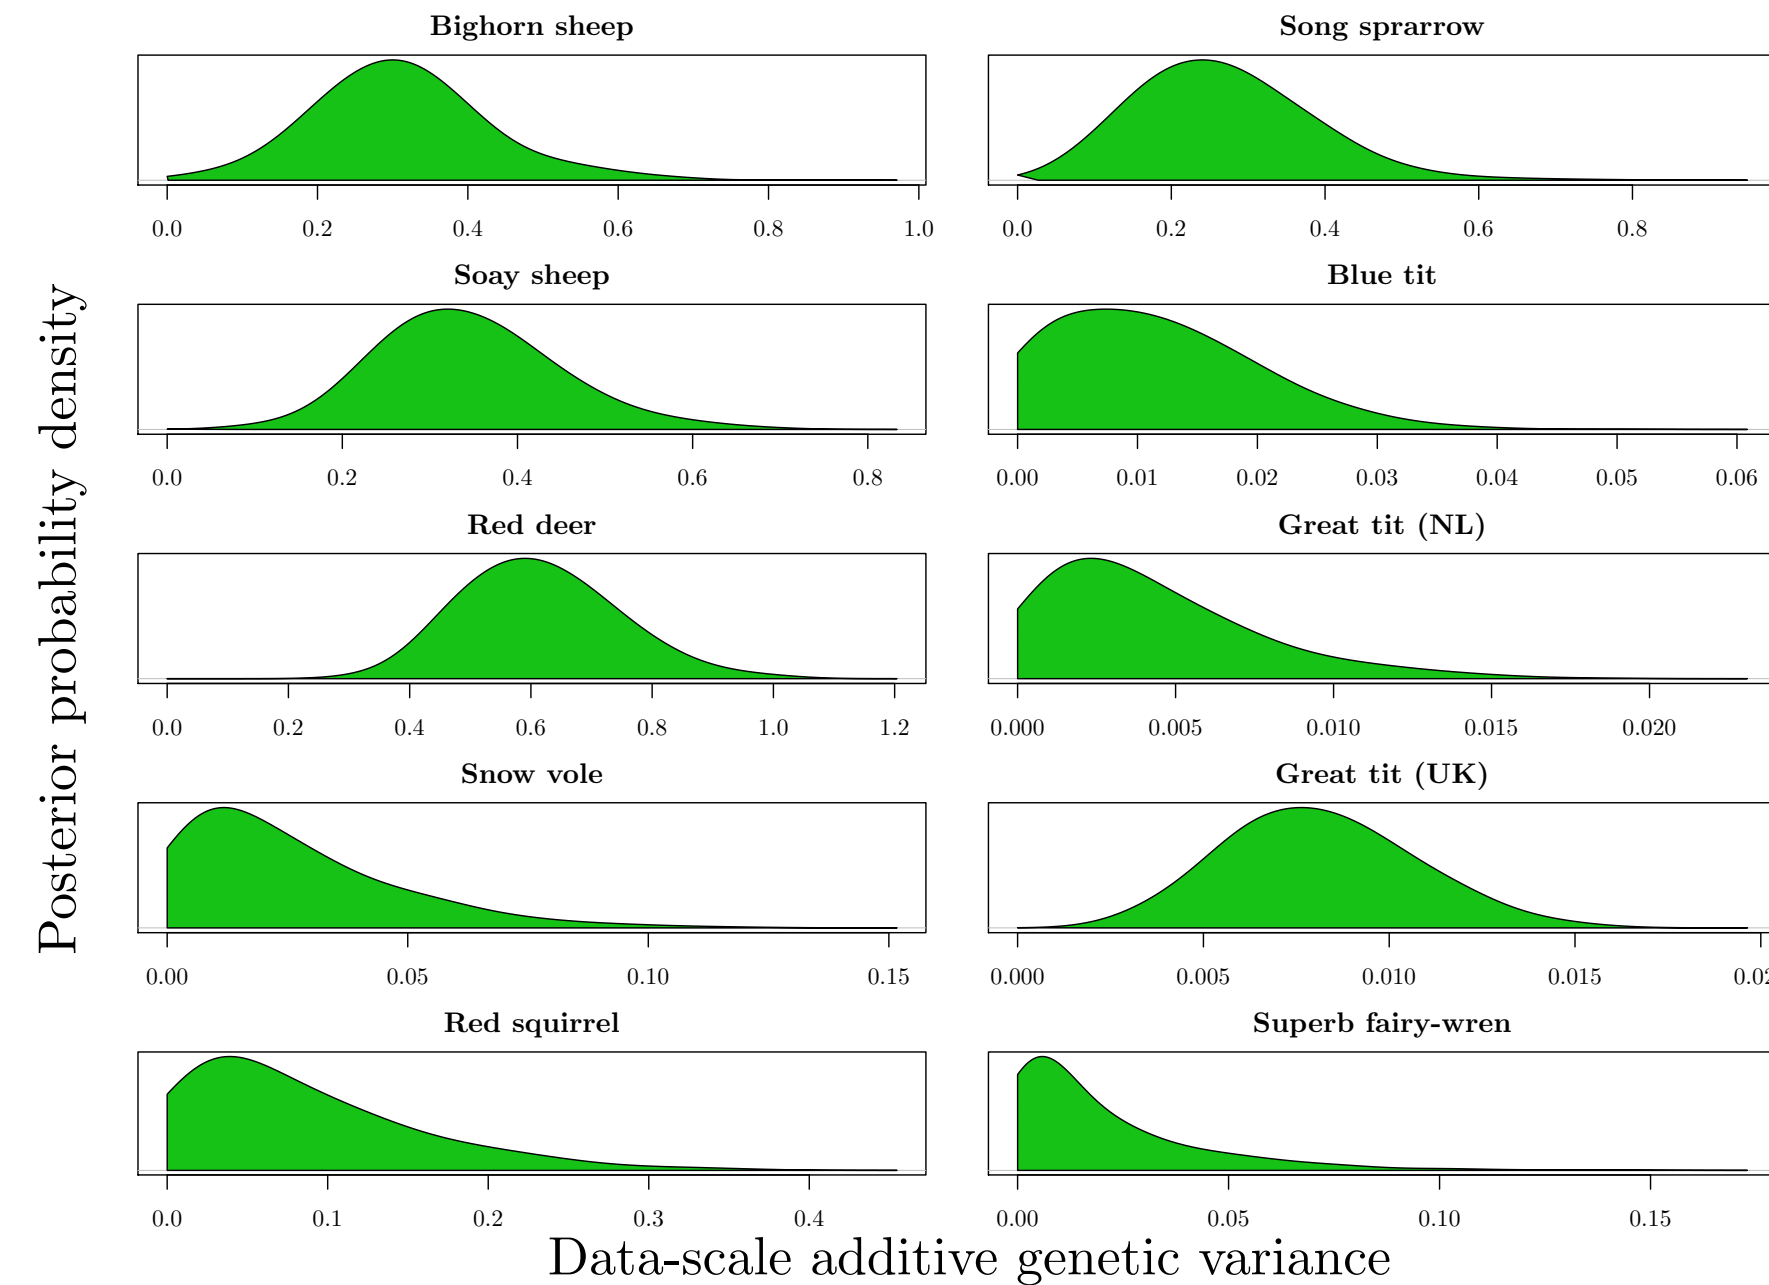 Bighorn sheep
0.0 0.2 0.4 0.6 0.8 1.0
Song sprarrow
0.0 0.2 0.4 0.6 0.8
Soay sheep
0.0 0.2 0.4 0.6 0.8
Blue tit
0.00 0.01 0.02 0.03 0.04 0.05 0.06
Red deer
0.0 0.2 0.4 0.6 0.8 1.0 1.2
Great tit (NL)
0.000 0.005 0.010 0.015 0.020
Snow vole
0.00 0.05 0.10 0.15
Great tit (UK)
0.000 0.005 0.010 0.015 0.02
Red squirrel
0.0 0.1 0.2 0.3 0.4
Superb fairy-wren
0.00 0.05 0.10 0.15
Posterior probability density
Data-scale additive genetic variance